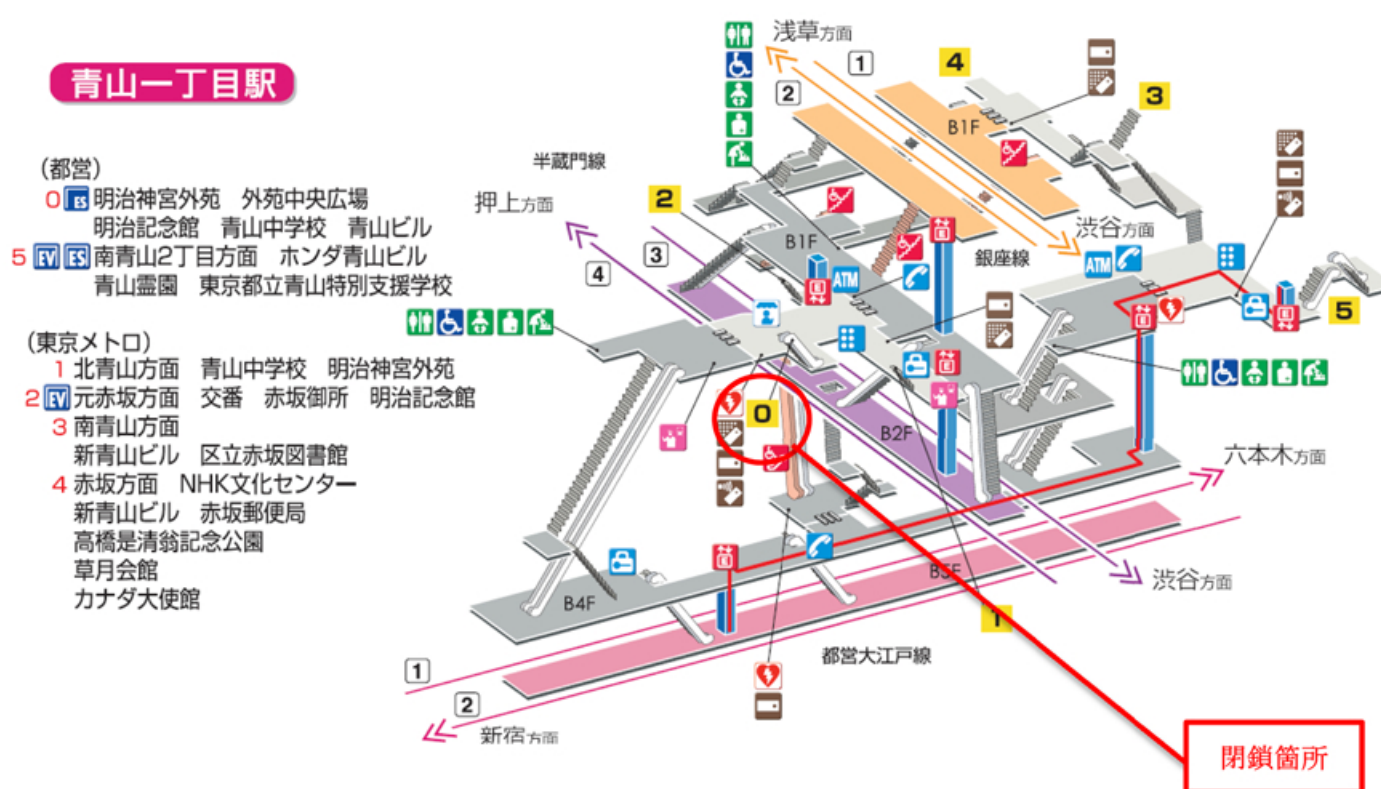 青山一丁目駅
（都営）
0 ES 明治神宮外苑　外苑中央広場
明治記念館　青山中学校　青山ビル
5 EV ES 南青山2丁目方面　ホンダ青山ビル
青山霊園　東京都立青山特別支援学校
（東京メトロ）
1 北青山方面　青山中学校　明治神宮外苑
2 EV 元赤坂方面　交番　赤坂御所　明治記念館
3 南青山方面
新青山ビル　区立赤坂図書館
4 赤坂方面　NHK文化センター
新青山ビル　赤坂郵便局
高橋是清翁記念公園
草月会館
カナダ大使館
浅草方面
1
2
4
3
B1F
半蔵門線
押上方面
2
3
4
B1F
渋谷方面
銀座線
ATM
ATM
E
E
E
E
E
5
0
B2F
六本木方面
渋谷方面
E
B4F
B5F
1
都営大江戸線
1
2
新宿方面
閉鎖箇所